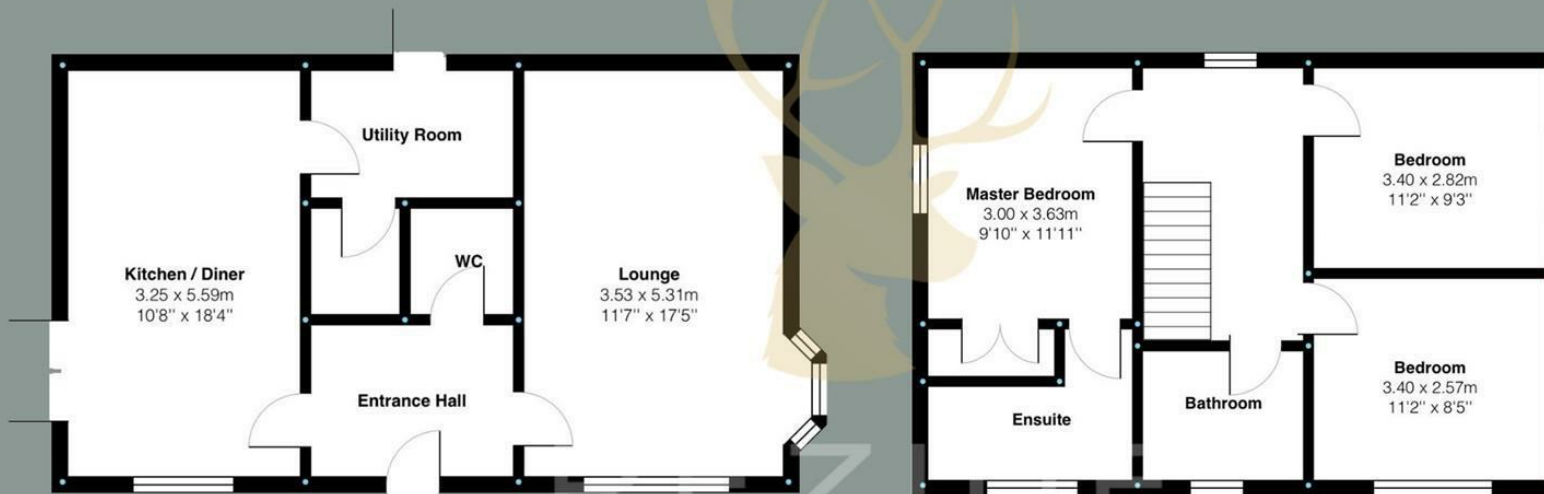 Utility Room
Kitchen / Diner
3.25 x 5.59m
10'8'' x 18'4''
WC
Lounge
3.53 x 5.31m
11'7'' x 17'5''
Entrance Hall
Master Bedroom
3.00 x 3.63m
9'10'' x 11'11''
Bedroom
3.40 x 2.82m
11'2'' x 9'3''
Bedroom
3.40 x 2.57m
11'2'' x 8'5''
Ensuite
Bathroom